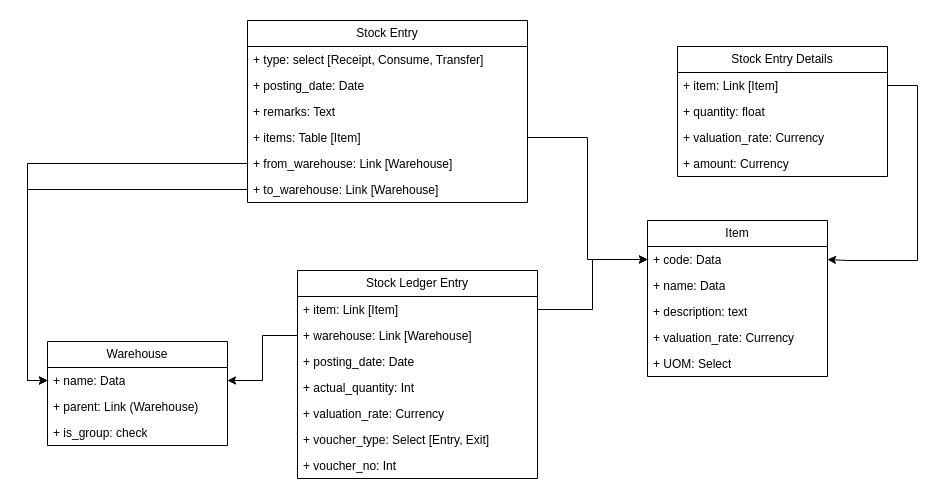 Stock Entry
+ type: select [Receipt, Consume, Transfer]
+ posting_date: Date
+ remarks: Text
+ items: Table [Item]
+ from_warehouse: Link [Warehouse]
+ to_warehouse: Link [Warehouse]
Stock Entry Details
+ item: Link [Item]
+ quantity: float
+ valuation_rate: Currency
+ amount: Currency
Item
+ code: Data
+ name: Data
+ description: text
+ valuation_rate: Currency
+ UOM: Select
Stock Ledger Entry
+ item: Link [Item]
+ warehouse: Link [Warehouse]
+ posting_date: Date
+ actual_quantity: Int
+ valuation_rate: Currency
+ voucher_type: Select [Entry, Exit]
+ voucher_no: Int
Warehouse
+ name: Data
+ parent: Link (Warehouse)
+ is_group: check